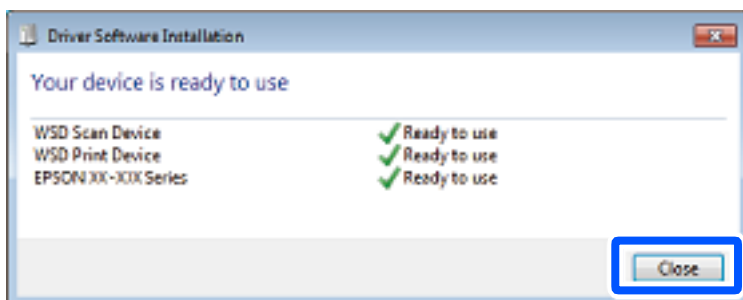 Driver Software Installation
Your device is ready to use
WSD Scan Device Ready to use
WSD Print Device Ready to use
EPSON XX-XXX Series Ready to use
Close